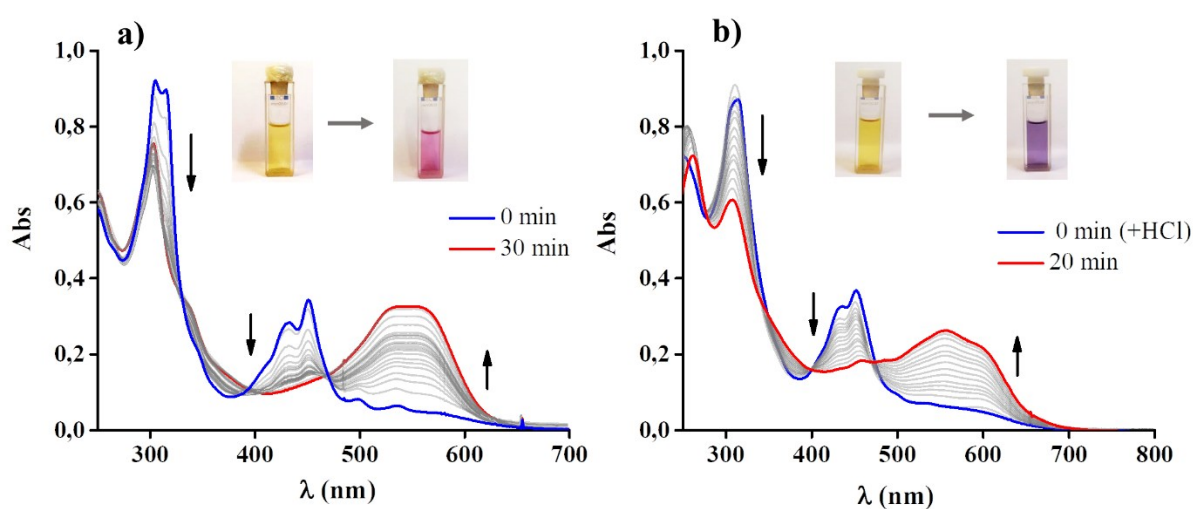 a)
Abs
1,0
0,8
0,6
0,4
0,2
0,0
300 400 500 600 700
λ (nm)
0 min
30 min
b)
Abs
1,0
0,8
0,6
0,4
0,2
0,0
300 400 500 600 700 800
λ (nm)
0 min (+HCl)
20 min